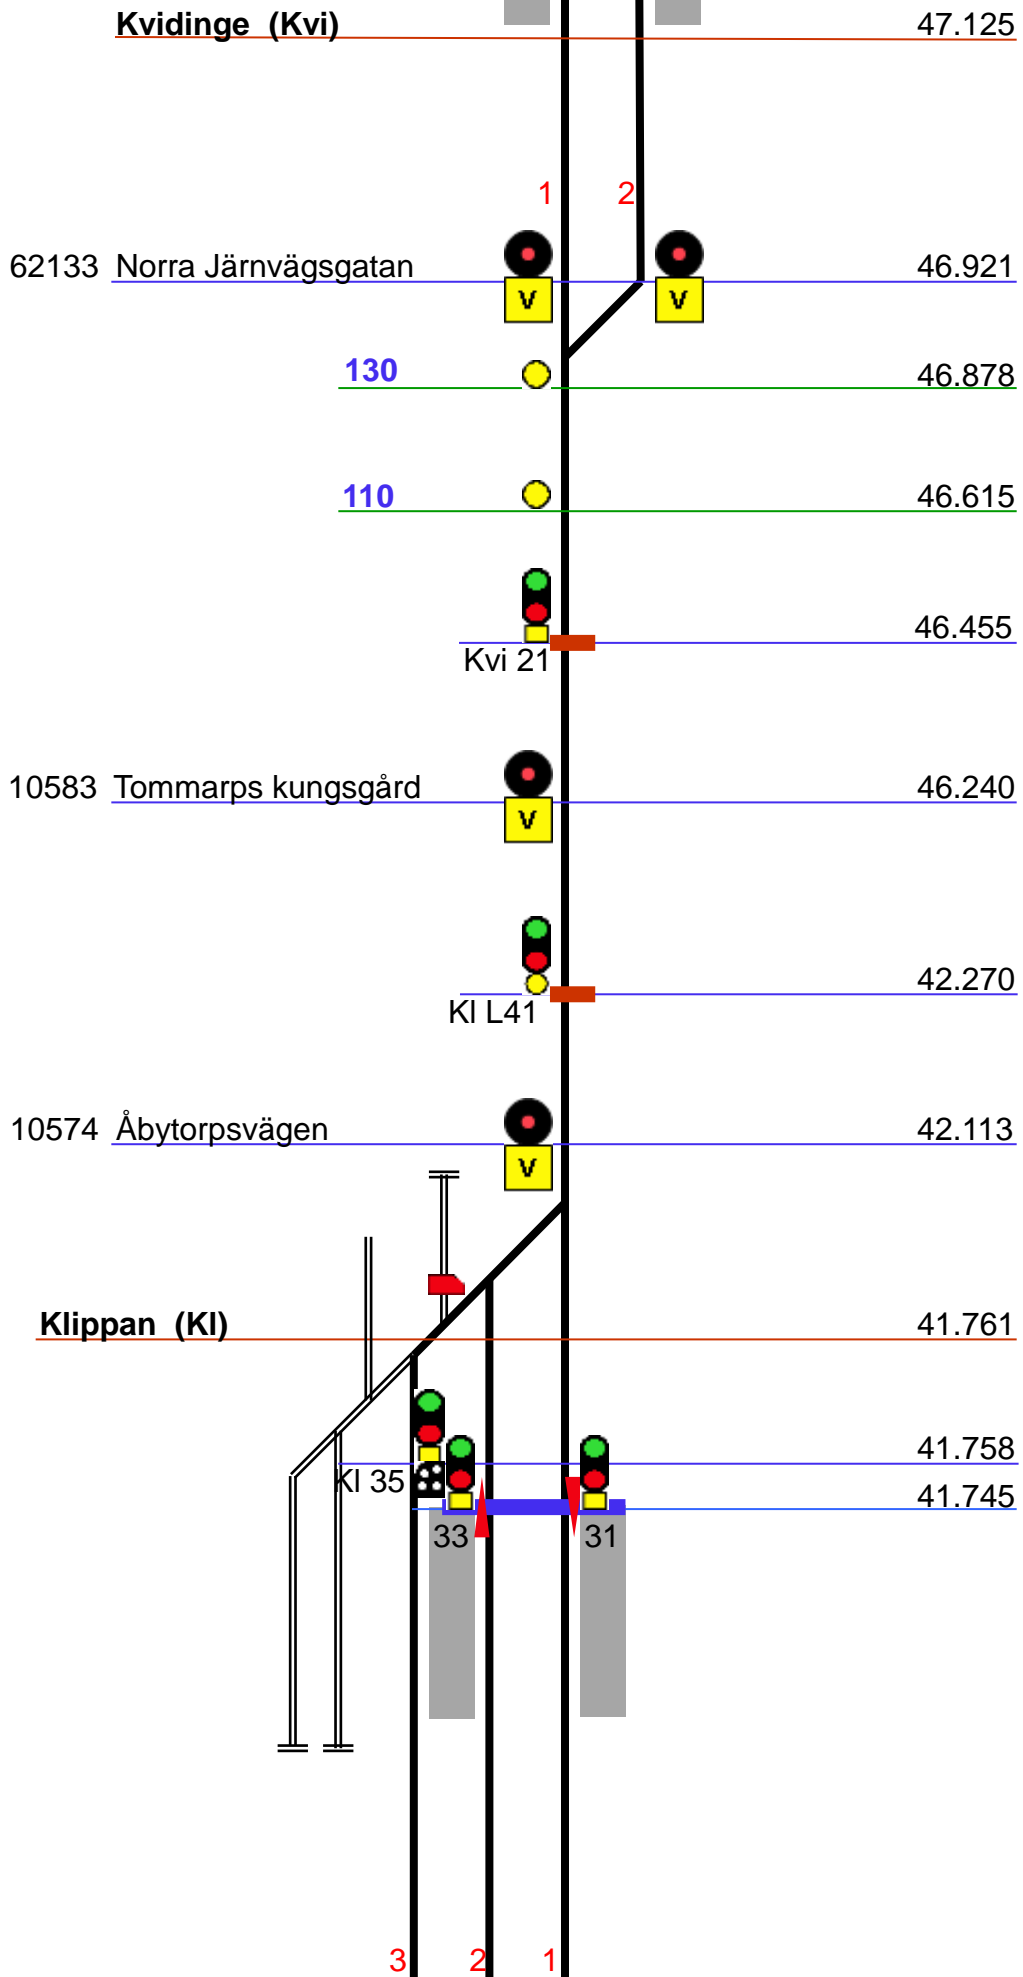 Kvidinge (Kvi) 47.125
1 2
62133 Norra Järnvägsgatan 46.921
V V
130 46.878
110 46.615
46.455
Kvi 21
10583 Tommarps kungsgård 46.240
V
42.270
Kl L41
10574 Åbytorpsvägen 42.113
V
Klippan (Kl) 41.761
41.758
Kl 35 41.745
33 31
3 2 1